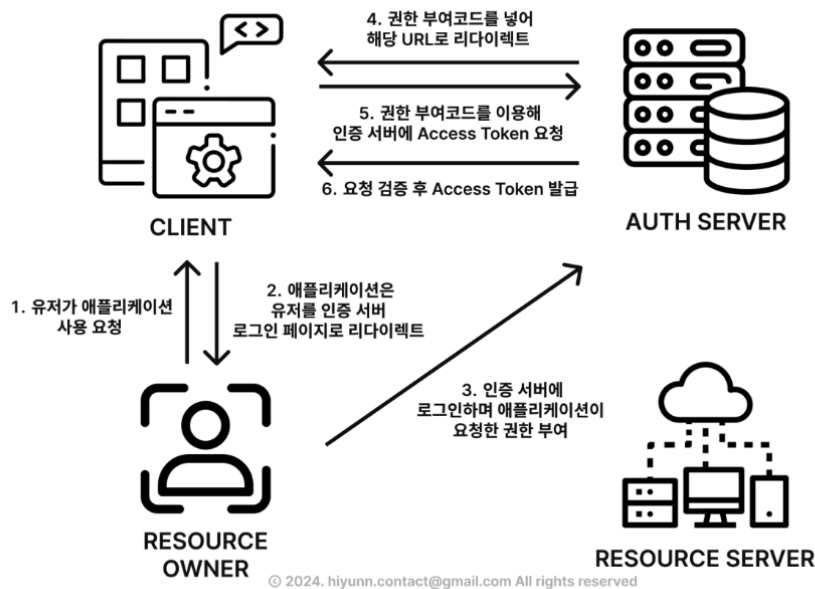 4. 권한 부여코드를 넣어
해당 URL로 리다이렉트
5. 권한 부여코드를 이용해
인증 서버에 Access Token 요청
6. 요청 검증 후 Access Token 발급
CLIENT
AUTH SERVER
1. 유저가 애플리케이션
사용 요청
2. 애플리케이션은
유저를 인증 서버
로그인 페이지로 리다이렉트
3. 인증 서버에
로그인하며 애플리케이션이
요청한 권한 부여
RESOURCE
OWNER
RESOURCE SERVER
© 2024. hiyunn.contact@gmail.com All rights reserved